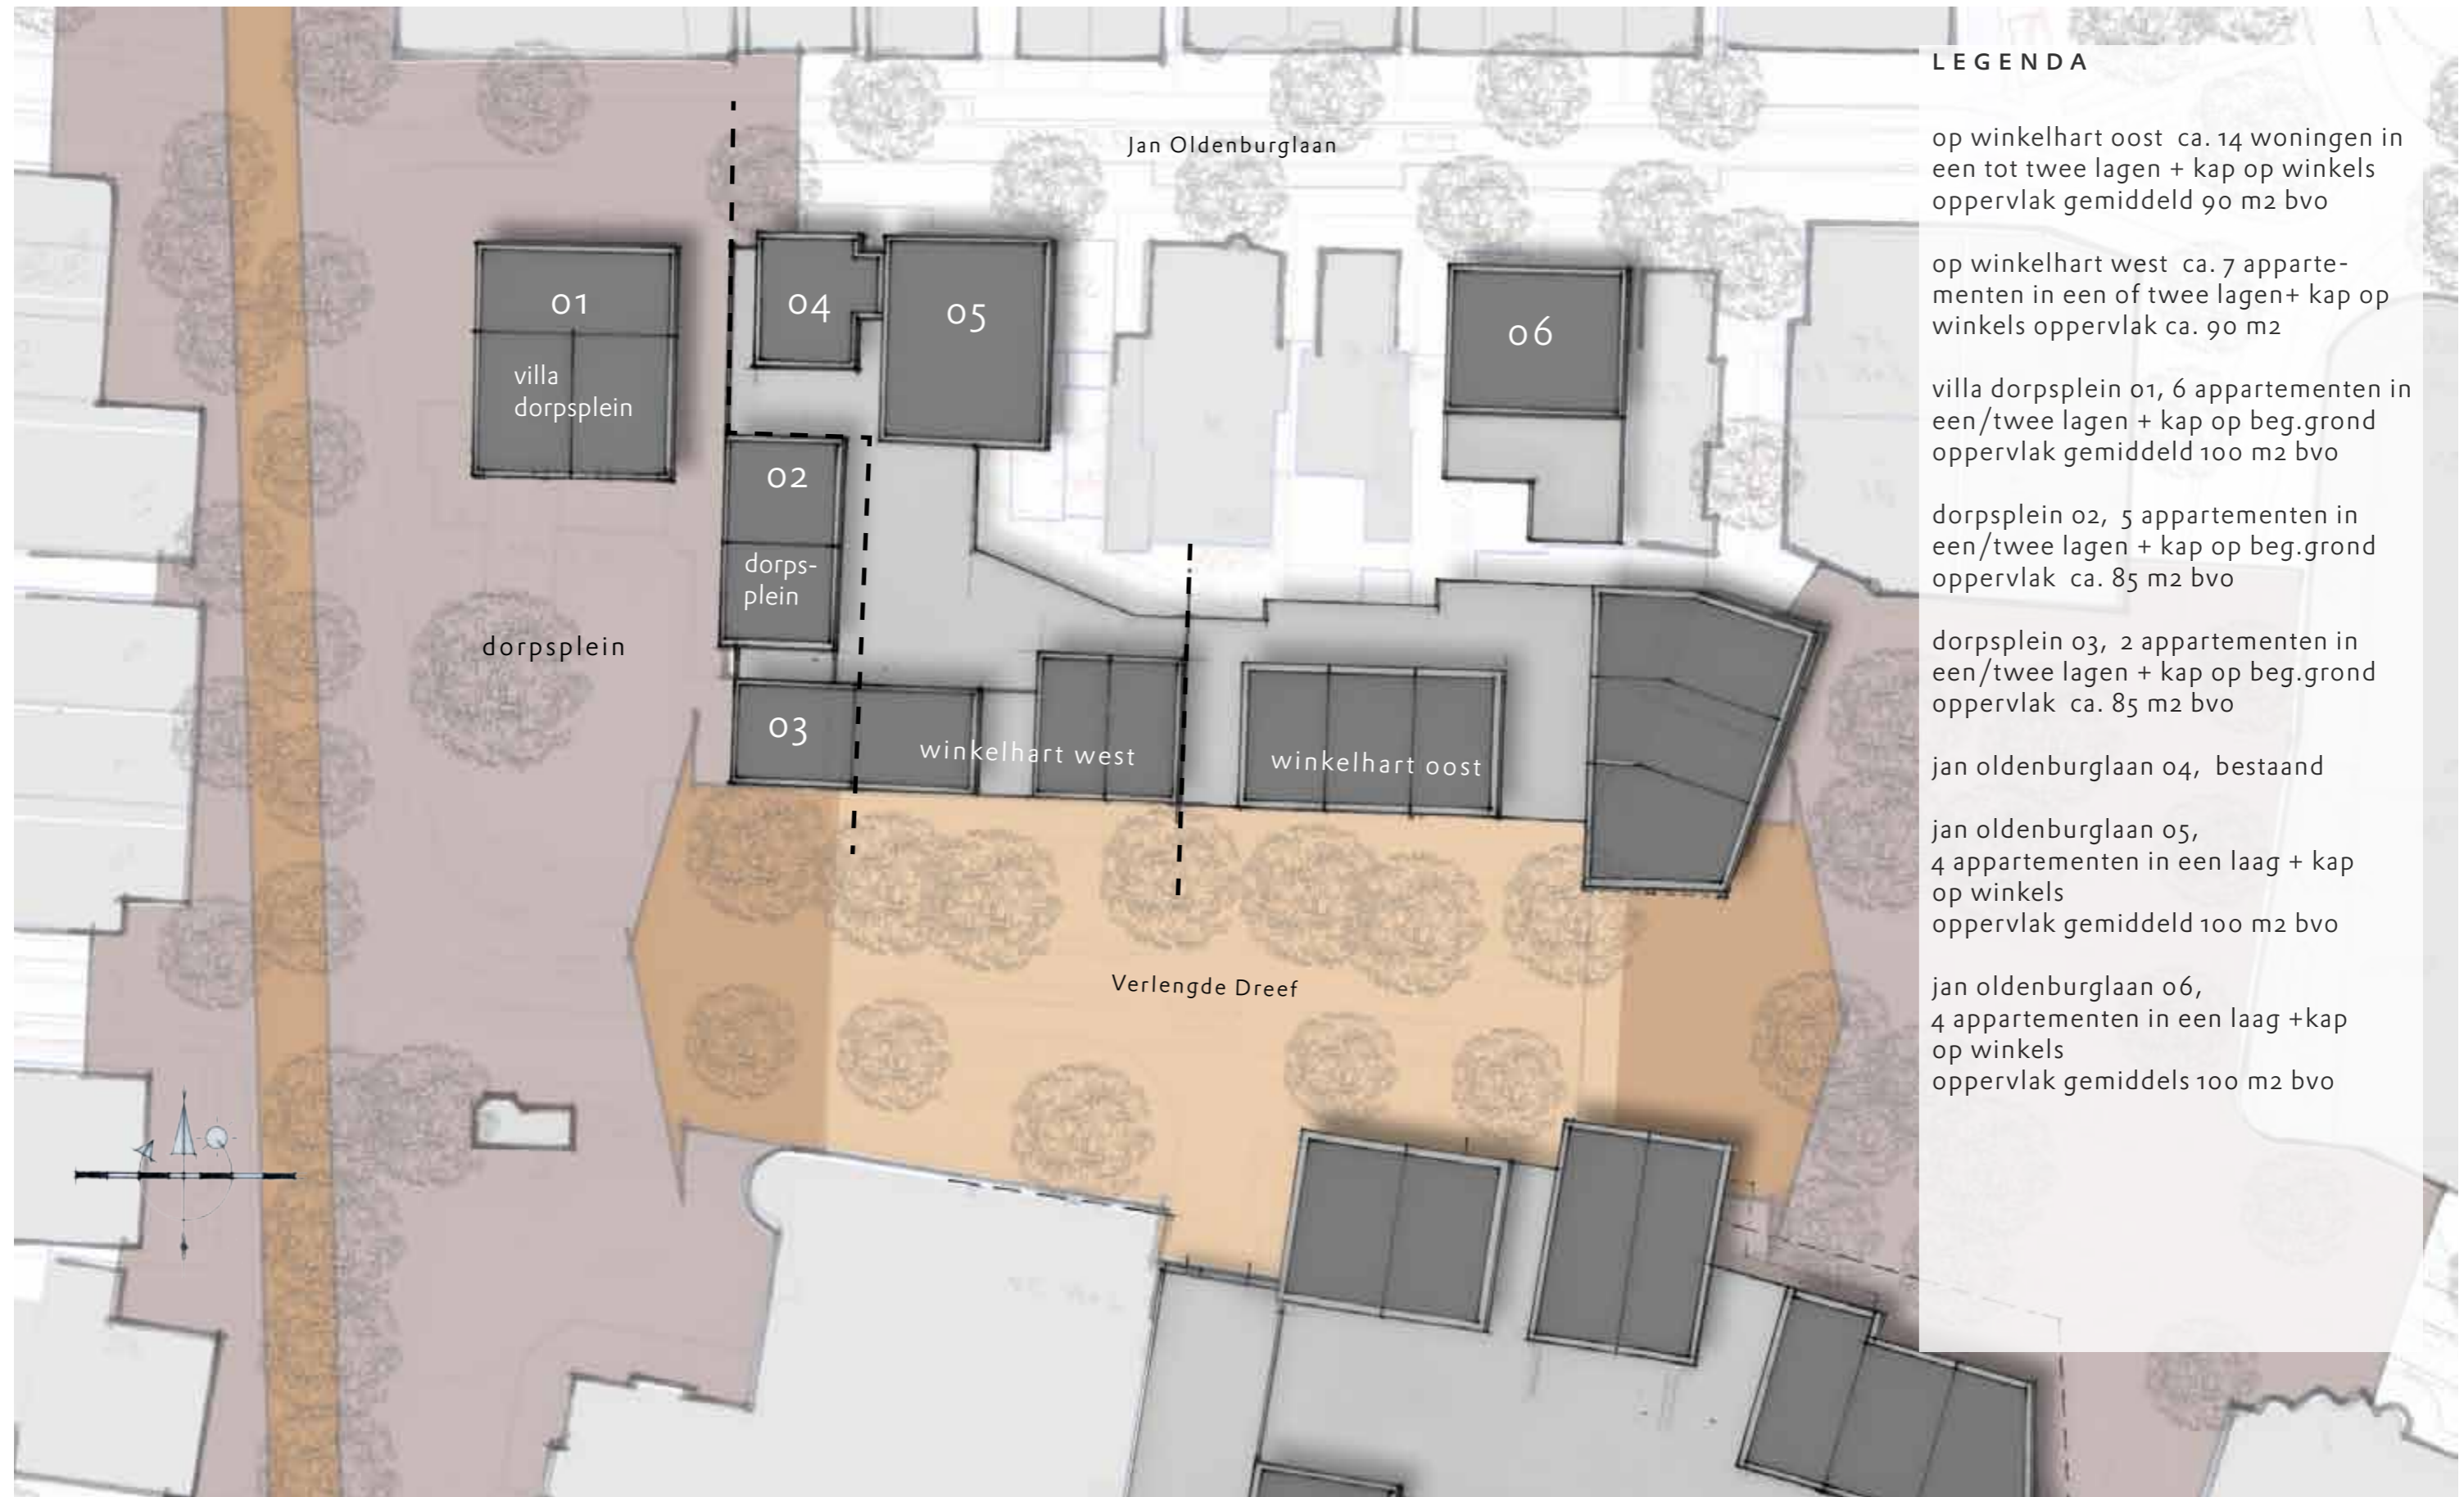 LEGENDA
op winkelhart oost ca. 14 woningen in
een tot twee lagen + kap op winkels
oppervlak gemiddeld 90 m2 bvo
op winkelhart west ca. 7 apparte-
menten in een of twee lagen+ kap op
winkels oppervlak ca. 90 m2
villa dorpsplein 01, 6 appartementen in
een/twee lagen + kap op beg.grond
oppervlak gemiddeld 100 m2 bvo
dorpsplein 02, 5 appartementen in
een/twee lagen + kap op beg.grond
oppervlak ca. 85 m2 bvo
dorpsplein 03, 2 appartementen in
een/twee lagen + kap op beg.grond
oppervlak ca. 85 m2 bvo
jan oldenburglaan 04, bestaand
jan oldenburglaan 05,
4 appartementen in een laag + kap
op winkels
oppervlak gemiddeld 100 m2 bvo
jan oldenburglaan 06,
4 appartementen in een laag +kap
op winkels
oppervlak gemiddels 100 m2 bvo
Jan Oldenburglaan
01
villa
dorpsplein
04
05
06
02
dorps-
plein
dorpsplein
03
winkelhart west
winkelhart oost
Verlengde Dreef